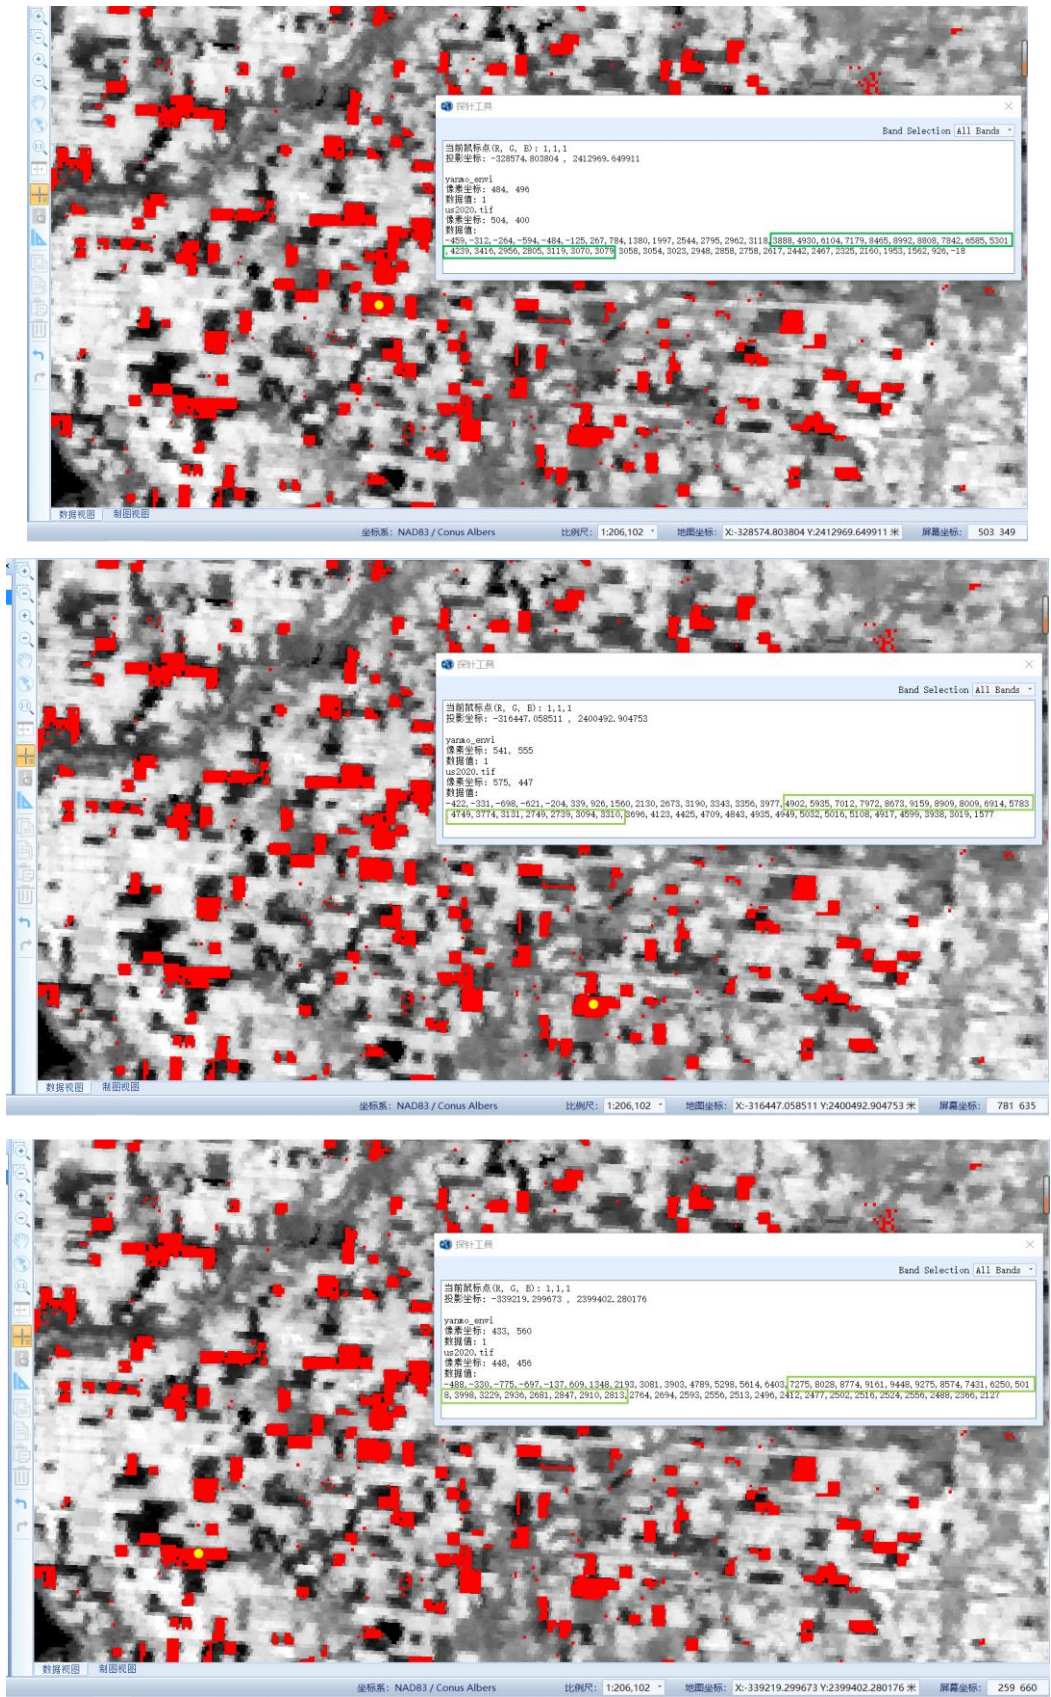 探针工具
Band Selection All Bands
当前鼠标点(R, G, B): 1,1,1
投影坐标: -328574.803804 , 2412969.649911
yanmo_envi
像素坐标: 484, 496
数据值: 1
us2020.tif
像素坐标: 504, 400
数据值:
-459,-312,-264,-594,-484,-125,267,784,1380,1997,2544,2795,2962,3118,3888,4930,6104,7179,8465,8992,8808,7842,6585,5301
,4239,3416,2956,2805,3119,3070,3079,3058,3054,3023,2948,2858,2758,2617,2442,2467,2325,2160,1953,1562,926,-18
数据视图 制图视图
坐标系: NAD83 / Conus Albers 比例尺: 1:206,102 地图坐标: X:-328574.803804 Y:2412969.649911 米 屏幕坐标: 503 349
探针工具
Band Selection All Bands
当前鼠标点(R, G, B): 1,1,1
投影坐标: -316447.058511 , 2400492.904753
yanmo_envi
像素坐标: 541, 555
数据值: 1
us2020.tif
像素坐标: 575, 447
数据值:
-422,-331,-698,-621,-204,339,926,1560,2130,2673,3190,3343,3356,3977,4902,5935,7012,7972,8673,9159,8909,8009,6914,5783
4749,3774,3131,2749,2739,3094,3310,3696,4123,4425,4709,4843,4935,4949,5032,5016,5108,4917,4599,3938,3019,1577
数据视图 制图视图
坐标系: NAD83 / Conus Albers 比例尺: 1:206,102 地图坐标: X:-316447.058511 Y:2400492.904753 米 屏幕坐标: 781 635
探针工具
Band Selection All Bands
当前鼠标点(R, G, B): 1,1,1
投影坐标: -339219.299673 , 2399402.280176
yanmo_envi
像素坐标: 433, 560
数据值: 1
us2020.tif
像素坐标: 448, 456
数据值:
-488,-330,-775,-697,-137,609,1348,2193,3081,3903,4789,5298,5614,6403,7275,8028,8774,9161,9448,9275,8574,7431,6250,501
8,3998,3229,2936,2681,2847,2910,2813,2764,2694,2593,2556,2513,2496,2412,2477,2502,2516,2524,2556,2488,2366,2127
数据视图 制图视图
坐标系: NAD83 / Conus Albers 比例尺: 1:206,102 地图坐标: X:-339219.299673 Y:2399402.280176 米 屏幕坐标: 259 660